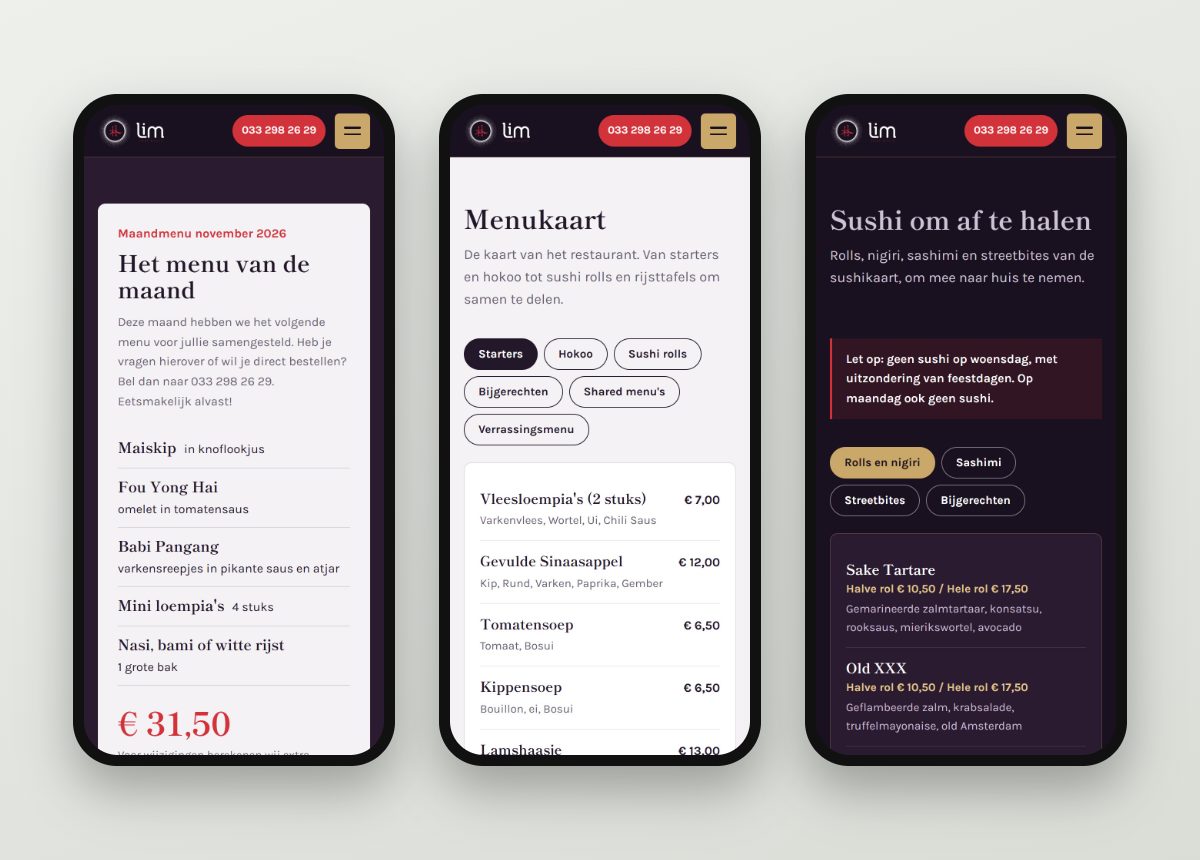 lim
033 298 26 29
Maandmenu november 2026
Het menu van de
maand
Deze maand hebben we het volgende
menu voor jullie samengesteld. Heb je
vragen hierover of wil je direct bestellen?
Bel dan naar 033 298 26 29.
Eetsmakelijk alvast!
Maiskip in knoflookjus
Fou Yong Hai
omelet in tomatensaus
Babi Pangang
varkensreepjes in pikante saus en atjar
Mini loempia's 4 stuks
Nasi, bami of witte rijst
1 grote bak
€ 31,50
Voor wijzigingen berekenen wij extra
lim
033 298 26 29
Menukaart
De kaart van het restaurant. Van starters
en hokoo tot sushi rolls en rijsttafels om
samen te delen.
Starters
Hokoo
Sushi rolls
Bijgerechten
Shared menu's
Verrassingsmenu
Vleesloempia's (2 stuks) € 7,00
Varkenvlees, Wortel, Ui, Chili Saus
Gevulde Sinaasappel € 12,00
Kip, Rund, Varken, Paprika, Gember
Tomatensoep € 6,50
Tomaat, Bosui
Kippensoep € 6,50
Bouillon, ei, Bosui
Lamshaasje € 13,00
lim
033 298 26 29
Sushi om af te halen
Rolls, nigiri, sashimi en streetbites van de
sushikaart, om mee naar huis te nemen.
Let op: geen sushi op woensdag, met
uitzondering van feestdagen. Op
maandag ook geen sushi.
Rolls en nigiri
Sashimi
Streetbites
Bijgerechten
Sake Tartare
Halve rol € 10,50 / Hele rol € 17,50
Gemarineerde zalmtartaar, konsatsu,
rooksaus, mierikswortel, avocado
Old XXX
Halve rol € 10,50 / Hele rol € 17,50
Geflambeerde zalm, krabsalade,
truffelmayonaise, old Amsterdam